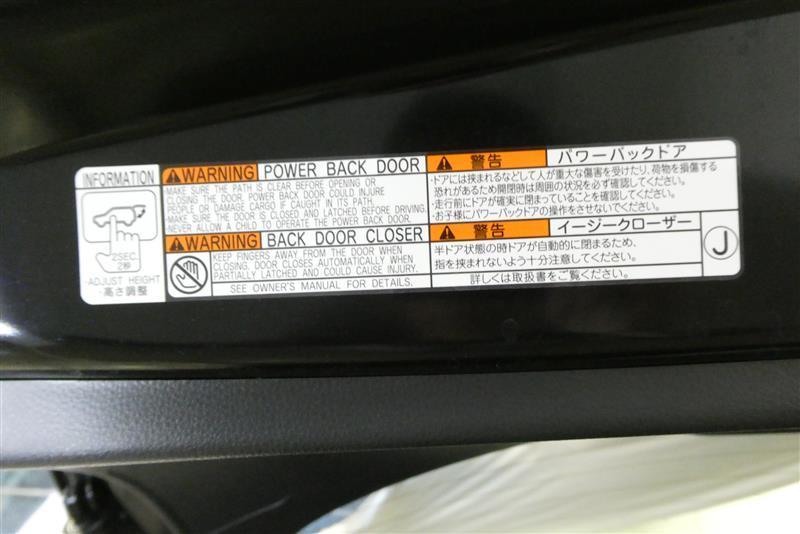 INFORMATION
2SEC.
2秒
·ADJUST HEIGHT
·高さ調整
WARNING POWER BACK DOOR
MAKE SURE THE PATH IS CLEAR BEFORE OPENING OR
CLOSING THE DOOR. POWER BACK DOOR COULD INJURE
PEOPLE OR DAMAGE CARGO IF CAUGHT IN ITS PATH.
MAKE SURE THE DOOR IS CLOSED AND LATCHED BEFORE DRIVING.
NEVER ALLOW A CHILD TO OPERATE THE POWER BACK DOOR.
WARNING BACK DOOR CLOSER
KEEP FINGERS AWAY FROM THE DOOR WHEN
CLOSING. DOOR CLOSES AUTOMATICALLY WHEN
PARTIALLY LATCHED AND COULD CAUSE INJURY.
SEE OWNER'S MANUAL FOR DETAILS.
警告 パワーバックドア
·ドアには挟まれるなどして人が重大な傷害を受けたり、荷物を損傷する
恐れがあるため開閉時は周囲の状況を必ず確認してください。
·走行前にドアが確実に閉まっていることを確認してください。
·お子様にパワーバックドアの操作をさせないでください。
警告 イージークローザー
半ドア状態の時ドアが自動的に閉まるため、
指を挟まれないよう十分注意してください。
詳しくは取扱書をご覧ください。
J